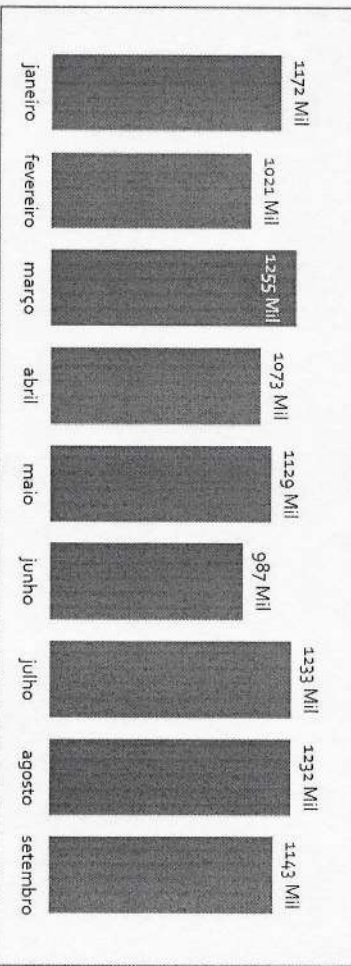 1172 Mil
1021 Mil
1255 Mil
1073 Mil
1129 Mil
987 Mil
1233 Mil
1232 Mil
1143 Mil
janeiro
fevereiro
março
abril
maio
junho
julho
agosto
setembro